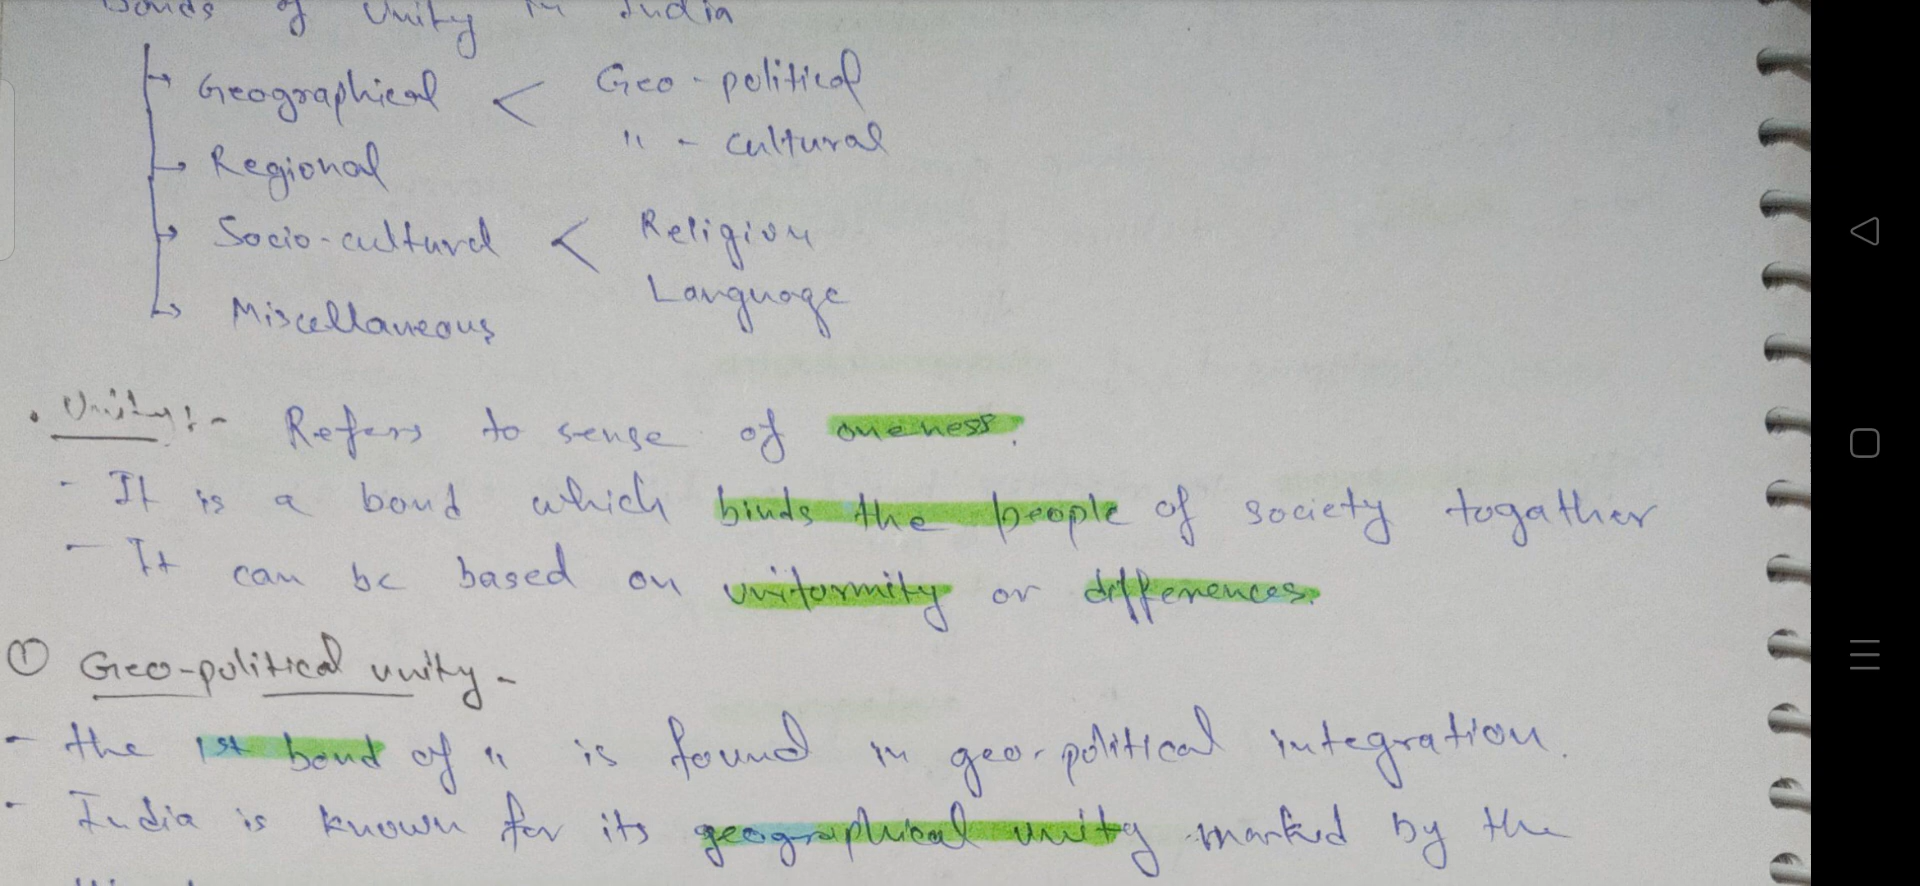 Bonds of Unity in India
Geographical < Geo-political
" - cultural
Regional
Socio-cultural < Religion
Language
Miscellaneous
. Unity:- Refers to sense of oneness.
- It is a bond which binds the people of society togather
- It can be based on uniformity or differences.
① Geo-political unity -
- the 1st bond of " is found in geo-political integration.
- India is known for its geographical unity marked by the